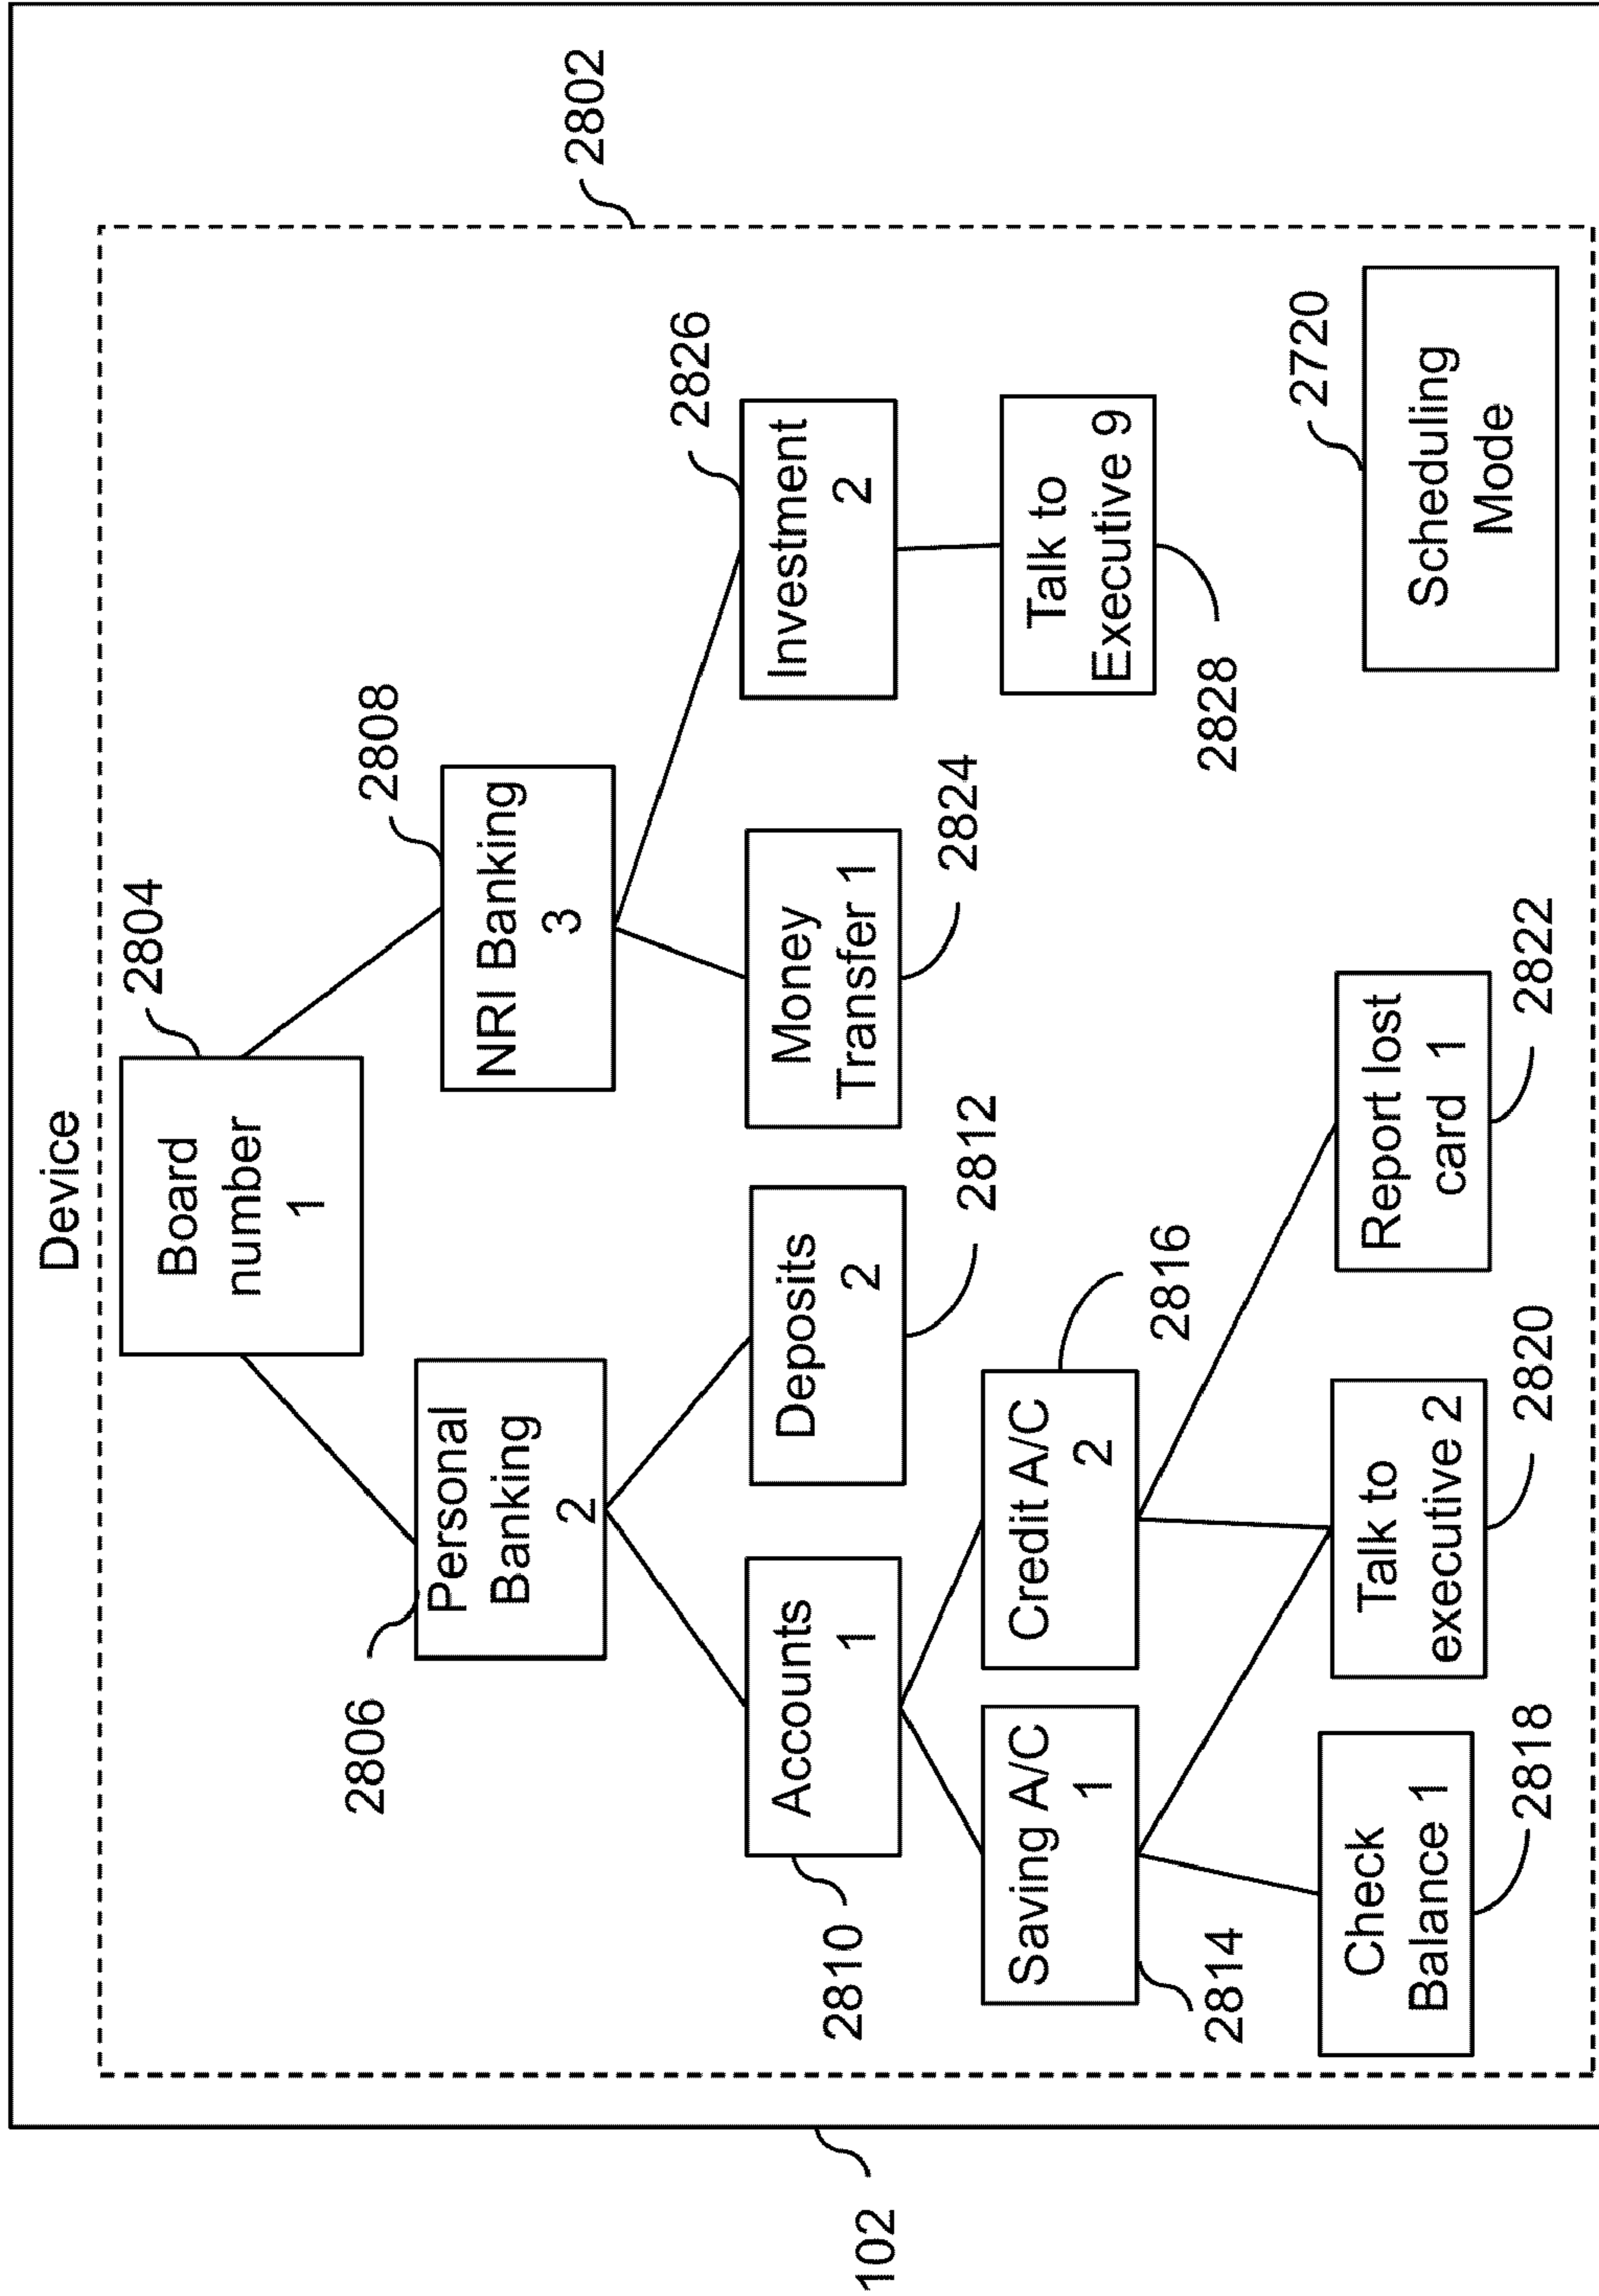 Device
2802
2804
Board
number
1
2808
2806
Personal
Banking
2
NRI Banking
3
2826
2810
Accounts
1
Deposits
2
2812
Money
Transfer 1
2824
Investment
2
2814
Saving A/C
1
Credit A/C
2
2816
Talk to
Executive 9
2828
Check
Balance 1
2818
Talk to
executive 2
2820
Report lost
card 1
2822
2720
Scheduling
Mode
102